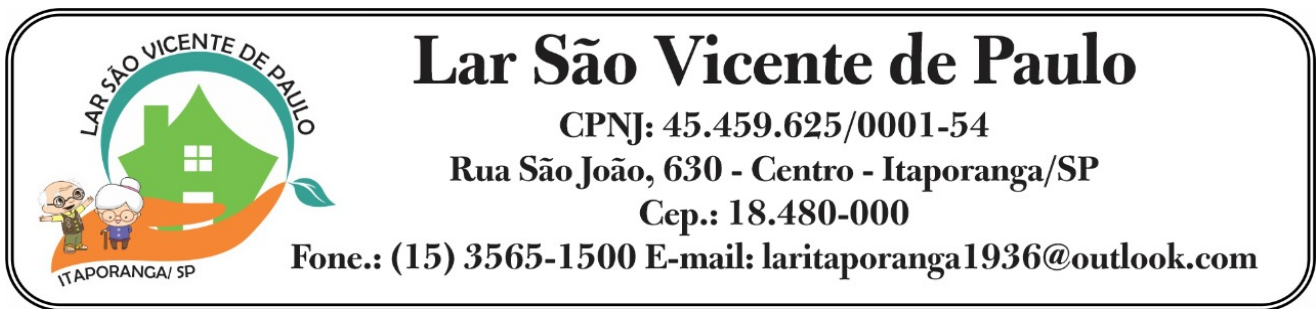 LAR SÃO VICENTE DE PAULO
ITAPORANGA/ SP
Lar São Vicente de Paulo
CPNJ: 45.459.625/0001-54
Rua São João, 630 - Centro - Itaporanga/SP
Cep.: 18.480-000
Fone.: (15) 3565-1500 E-mail: laritaporanga1936@outlook.com